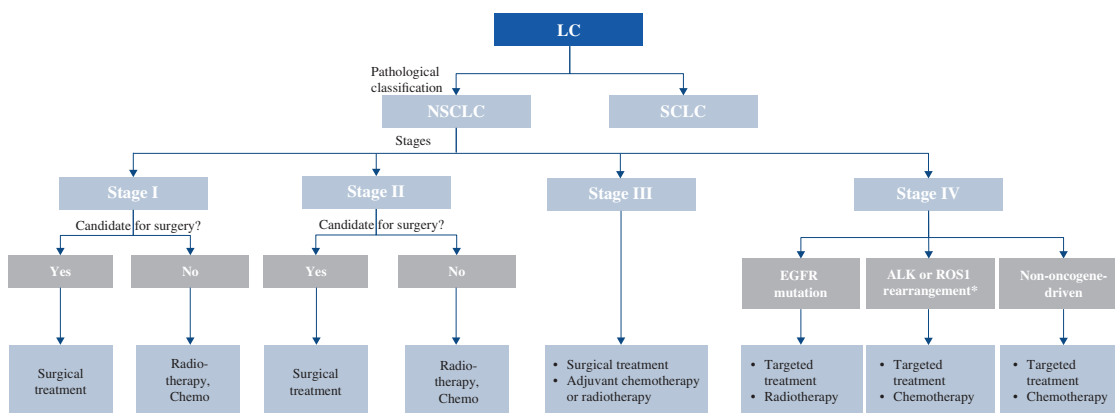 LC
Pathological
classification
NSCLC
SCLC
Stages
Stage I
Stage II
Stage III
Stage IV
Candidate for surgery?
Candidate for surgery?
Yes
No
Yes
No
EGFR
mutation
ALK or ROS1
rearrangement*
Non-oncogene-
driven
Surgical
treatment
Radio-
therapy,
Chemo
Surgical
treatment
Radio-
therapy,
Chemo
• Surgical treatment
• Adjuvant chemotherapy
or radiotherapy
• Targeted
treatment
• Radiotherapy
• Targeted
treatment
• Chemotherapy
• Targeted
treatment
• Chemotherapy